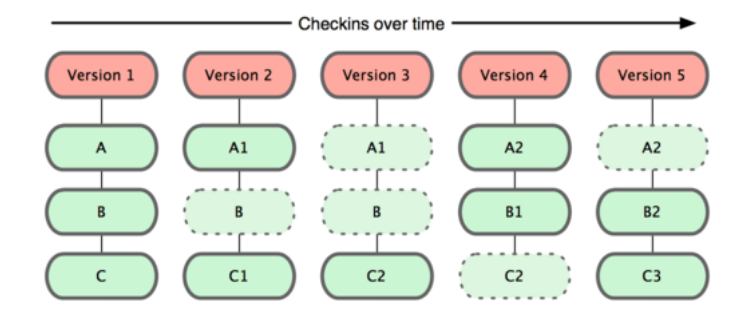 Checkins over time
Version 1 Version 2 Version 3 Version 4 Version 5
A A1 A1 A2 A2
B B B B1 B2
C C1 C2 C2 C3